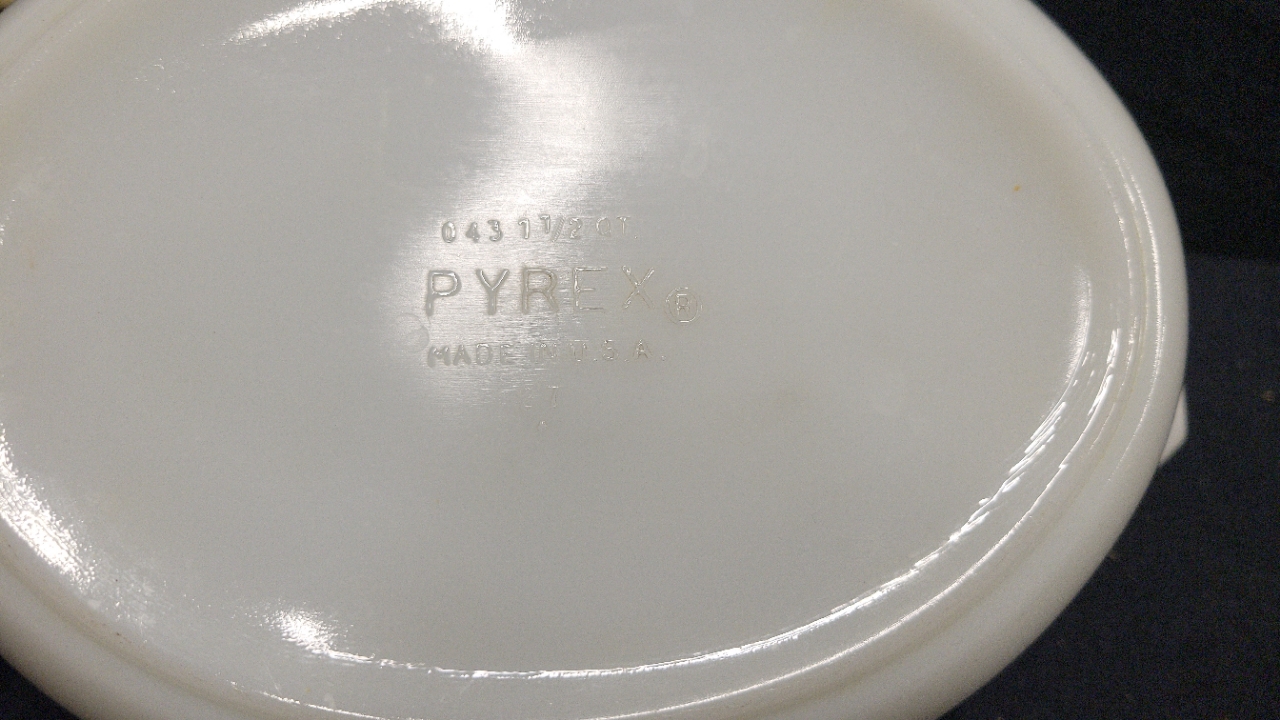 043 1 1/2 QT.
PYREX ®
MADE IN U.S.A.